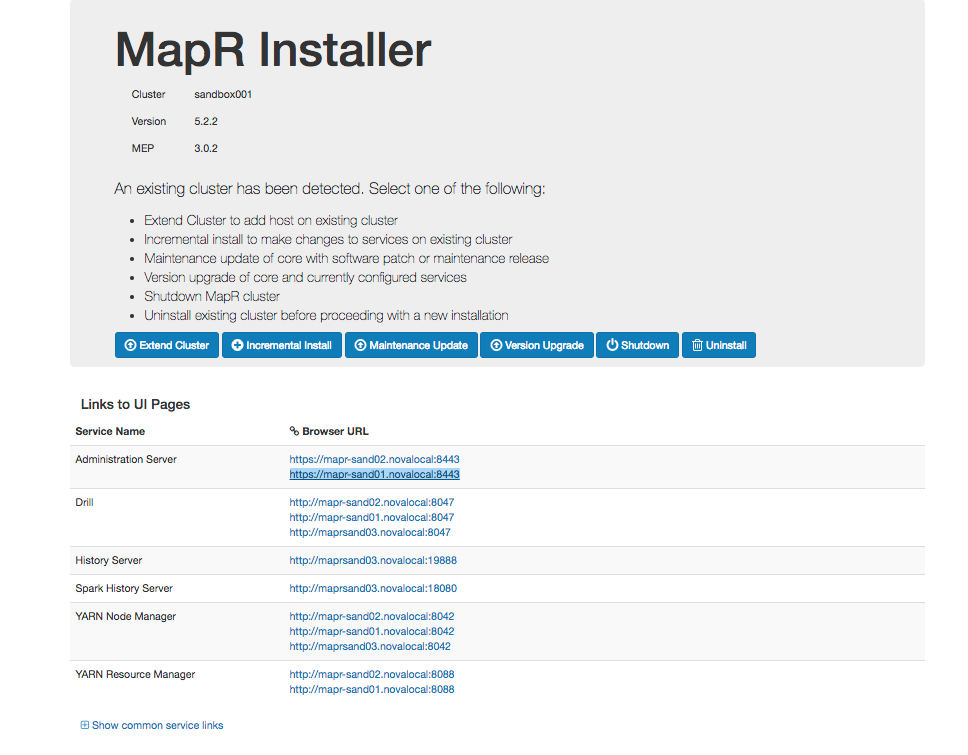 MapR Installer
Cluster sandbox001
Version 5.2.2
MEP 3.0.2
An existing cluster has been detected. Select one of the following:
• Extend Cluster to add host on existing cluster
• Incremental install to make changes to services on existing cluster
• Maintenance update of core with software patch or maintenance release
• Version upgrade of core and currently configured services
• Shutdown MapR cluster
• Uninstall existing cluster before proceeding with a new installation
Extend Cluster Incremental Install Maintenance Update Version Upgrade Shutdown Uninstall
Links to UI Pages
Service Name Browser URL
Administration Server https://mapr-sand02.novalocal:8443
https://mapr-sand01.novalocal:8443
Drill http://mapr-sand02.novalocal:8047
http://mapr-sand01.novalocal:8047
http://maprsand03.novalocal:8047
History Server http://maprsand03.novalocal:19888
Spark History Server http://maprsand03.novalocal:18080
YARN Node Manager http://mapr-sand02.novalocal:8042
http://mapr-sand01.novalocal:8042
http://maprsand03.novalocal:8042
YARN Resource Manager http://mapr-sand02.novalocal:8088
http://mapr-sand01.novalocal:8088
Show common service links